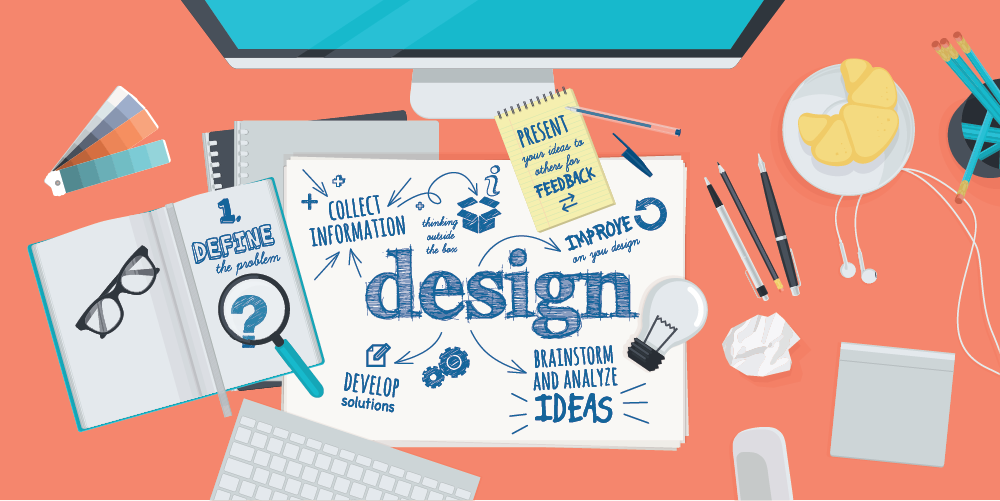 1.
DEFINE
the problem
?
COLLECT
INFORMATION
thinking
outside
the box
i
PRESENT
your ideas to
others for
FEEDBACK
IMPROVE
on you design
design
DEVELOP
solutions
BRAINSTORM
AND ANALYZE
IDEAS